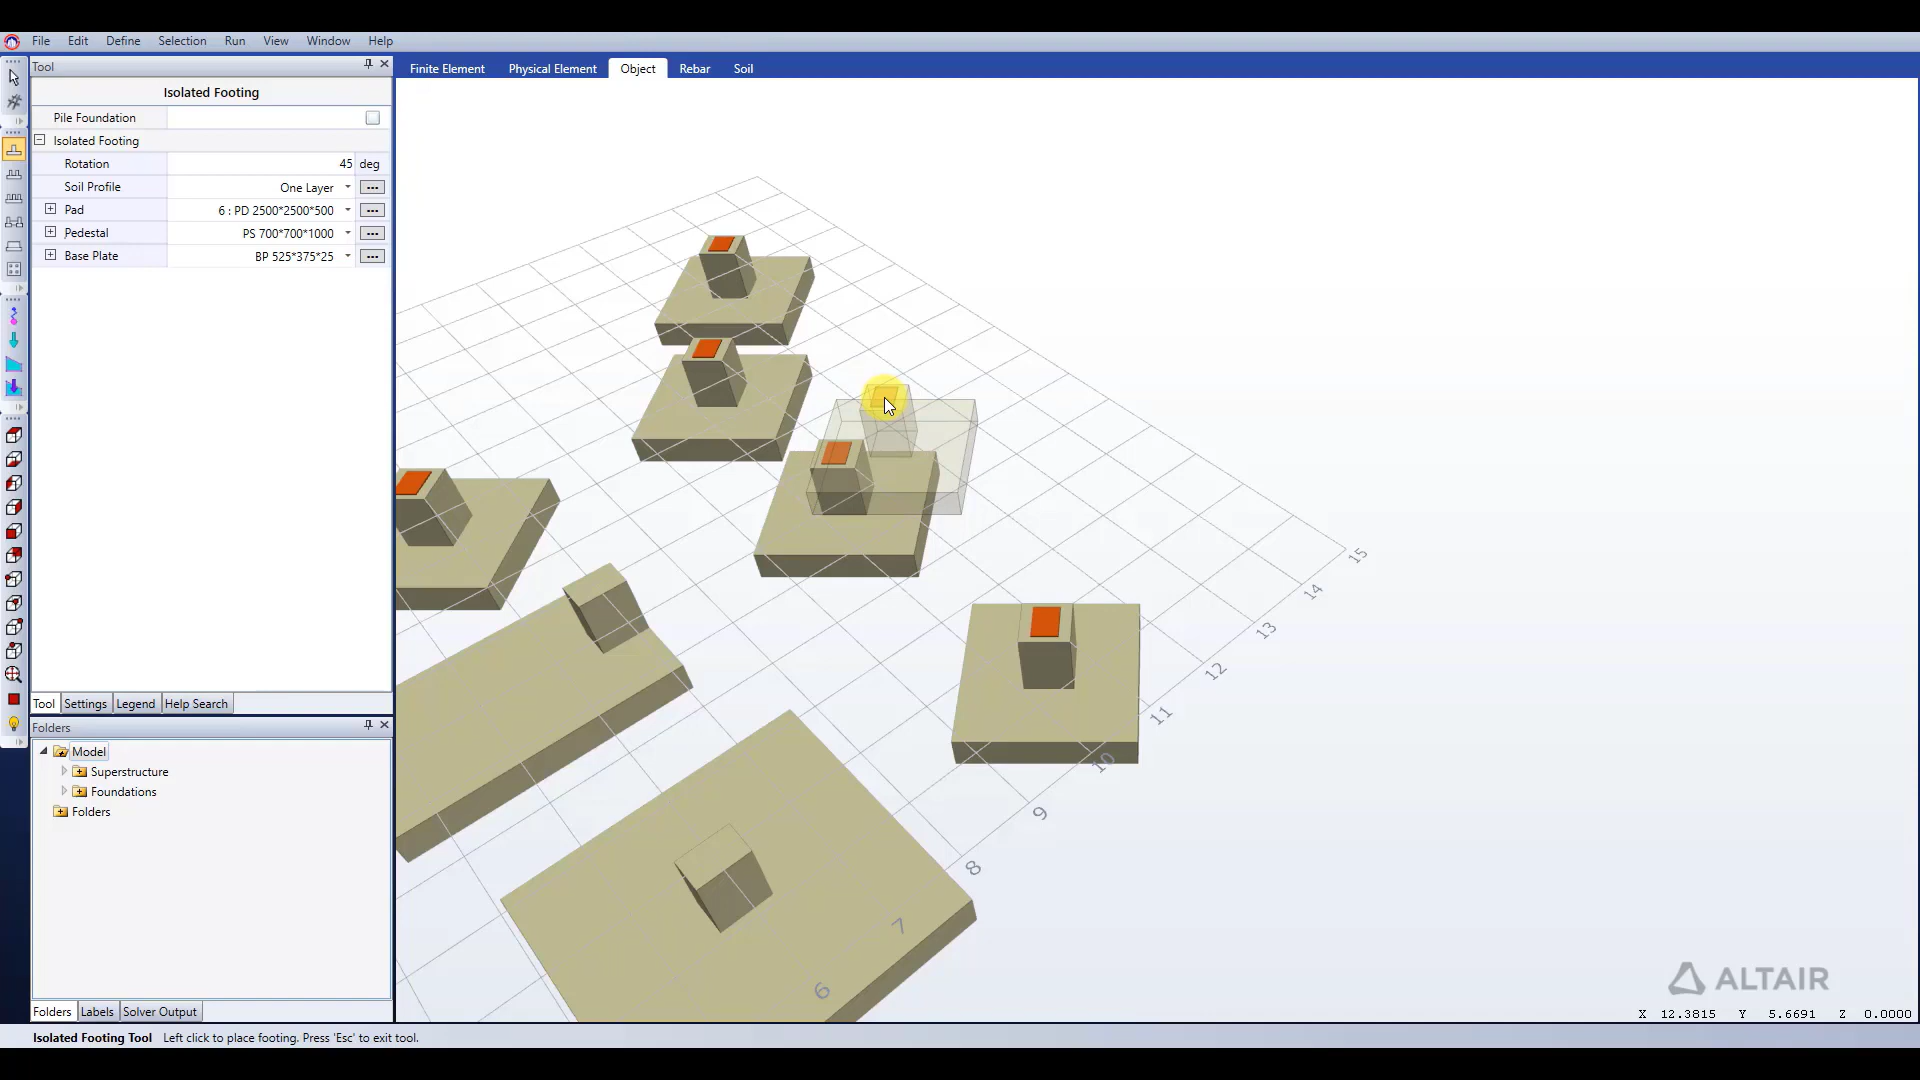 File Edit Define Selection Run View Window Help
Tool
Finite Element Physical Element Object Rebar Soil
Isolated Footing
Pile Foundation
Isolated Footing
Rotation 45 deg
Soil Profile One Layer ...
Pad 6 : PD 2500*2500*500 ...
Pedestal PS 700*700*1000 ...
Base Plate BP 525*375*25 ...
15
14
13
12
11
10
9
8
7
6
Tool Settings Legend Help Search
Folders
Model
Superstructure
Foundations
Folders
ALTAIR
Folders Labels Solver Output
X 12.3815 Y 5.6691 Z 0.0000
Isolated Footing Tool Left click to place footing. Press 'Esc' to exit tool.